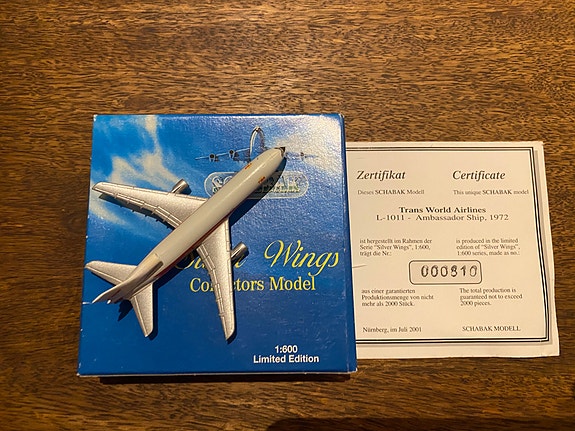 Wings
Collectors Model
1:600
Limited Edition
Zertifikat
Certificate
Dieses SCHABAK Modell
This unique SCHABAK model
Trans World Airlines
L-1011 - Ambassador Ship, 1972
ist hergestellt im Rahmen der
Serie "Silver Wings",
trägt die Nr.:
is produced in the limited
edition of "Silver Wings",
1:600 series, made as no.:
000810
aus einer garantierten
Produktionsmenge von nicht
mehr als 2000 Stück.
The total production is
guaranteed not to exceed
2000 pieces.
Nürnberg, im Juli 2001
SCHABAK MODELL